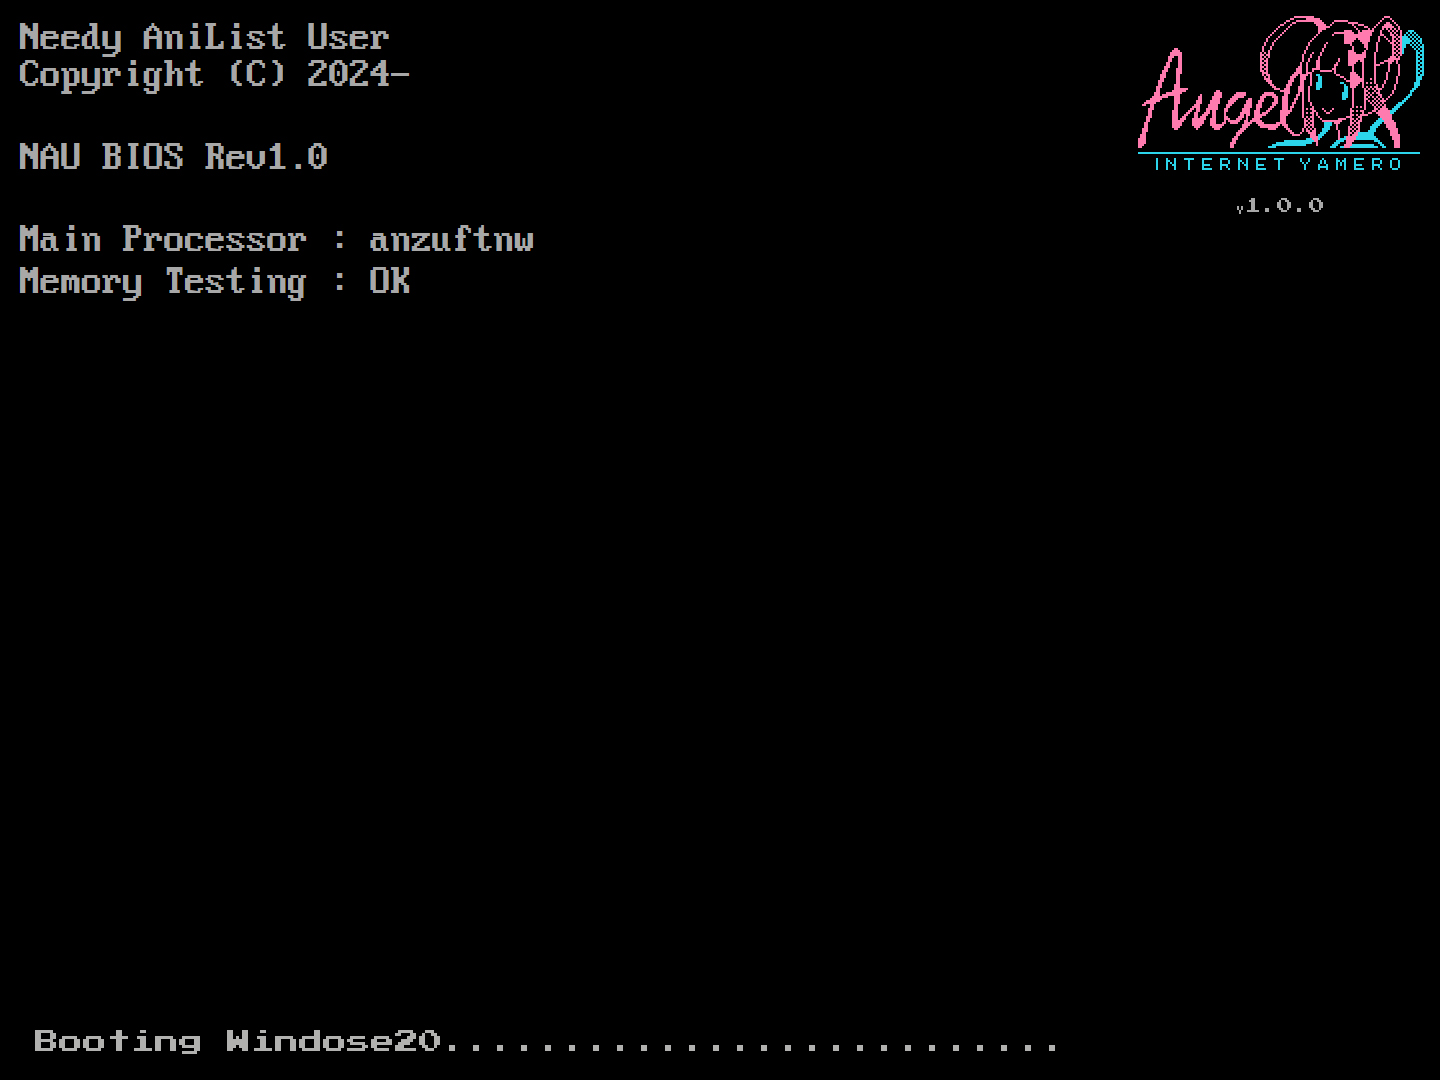 Needy AniList User
Copyright (C) 2024-
NAU BIOS Rev1.0
Main Processor : anzuftnw
Memory Testing : OK
Angel
INTERNET YAMERO
v1.0.0
Booting Windose20..........................